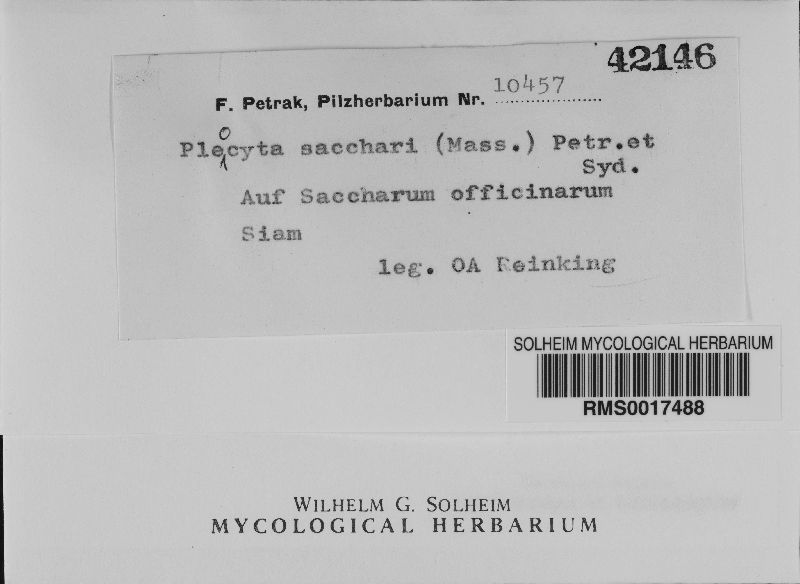 42146
F. Petrak, Pilzherbarium Nr. 10457
Pleocyta sacchari (Mass.) Petr.et
Syd.
Auf Saccharum officinarum
Siam
leg. OA Reinking
SOLHEIM MYCOLOGICAL HERBARIUM
RMS0017488
WILHELM G. SOLHEIM
MYCOLOGICAL HERBARIUM